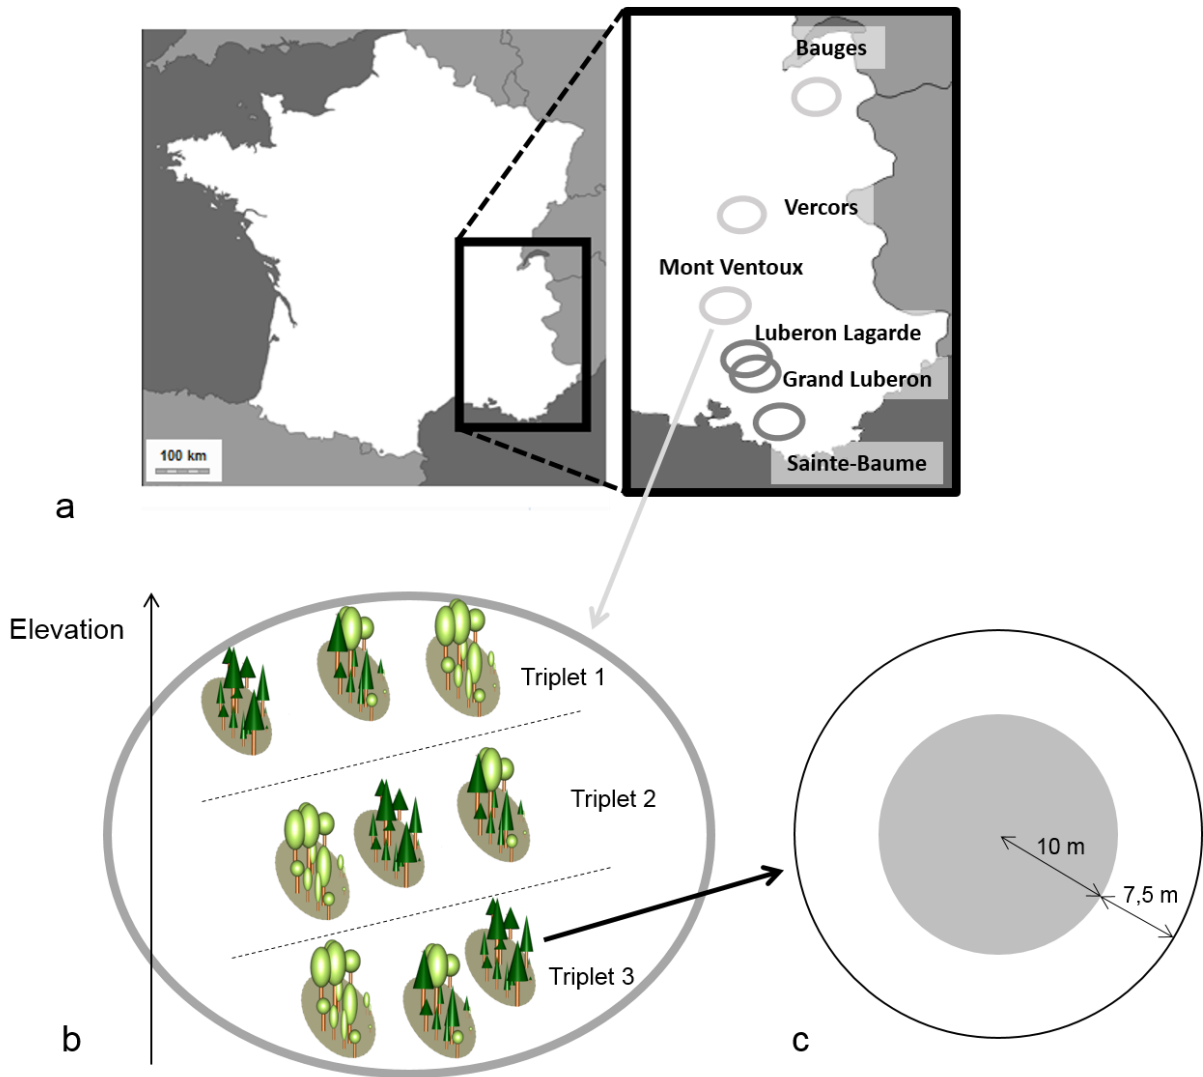 Bauges
Vercors
Mont Ventoux
Luberon Lagarde
Grand Luberon
Sainte-Baume
100 km
a
Elevation
Triplet 1
Triplet 2
Triplet 3
b
10 m
7,5 m
c